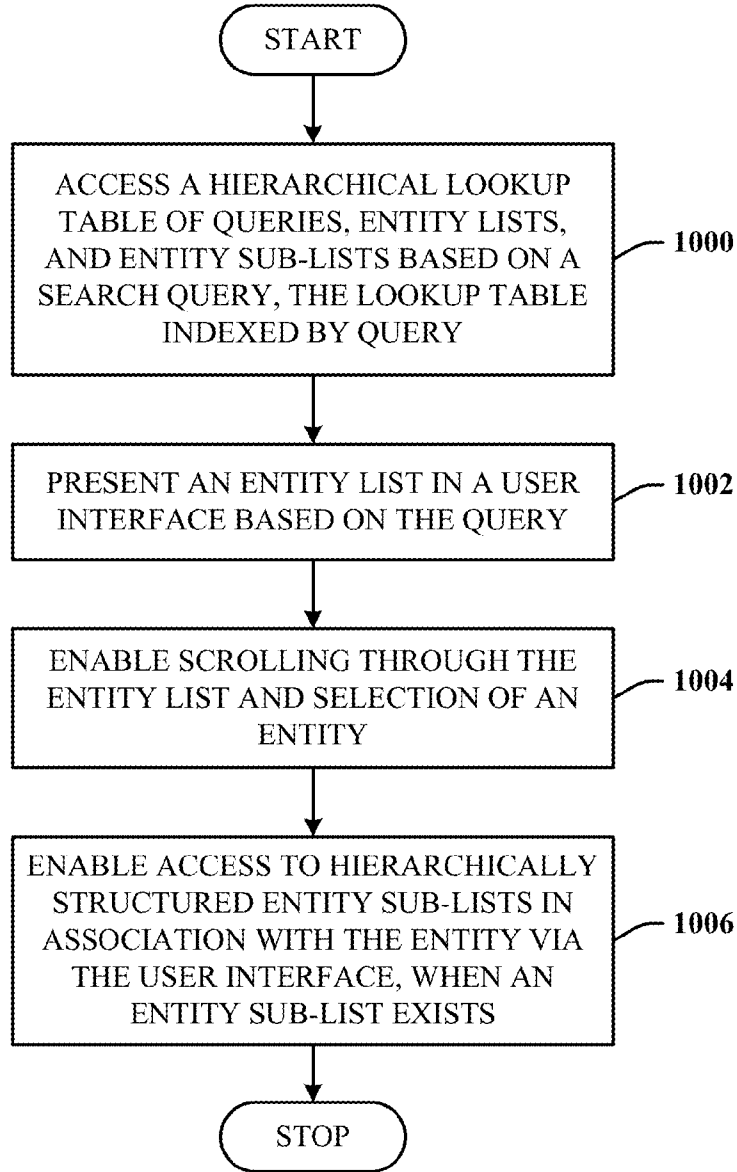 START
ACCESS A HIERARCHICAL LOOKUP
TABLE OF QUERIES, ENTITY LISTS,
AND ENTITY SUB-LISTS BASED ON A
SEARCH QUERY, THE LOOKUP TABLE
INDEXED BY QUERY
1000
PRESENT AN ENTITY LIST IN A USER
INTERFACE BASED ON THE QUERY
1002
ENABLE SCROLLING THROUGH THE
ENTITY LIST AND SELECTION OF AN
ENTITY
1004
ENABLE ACCESS TO HIERARCHICALLY
STRUCTURED ENTITY SUB-LISTS IN
ASSOCIATION WITH THE ENTITY VIA
THE USER INTERFACE, WHEN AN
ENTITY SUB-LIST EXISTS
1006
STOP